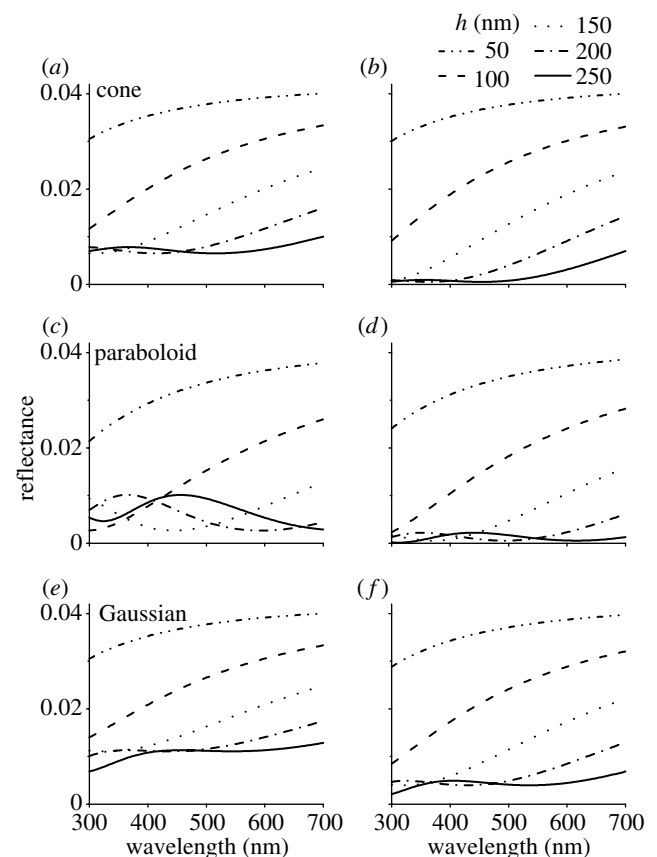 h (nm)
50
100
150
200
250
(a)
cone
(b)
0.04
0.02
0
(c)
paraboloid
(d)
0.04
0.02
0
reflectance
(e)
Gaussian
(f)
0.04
0.02
0
300 400 500 600 700
wavelength (nm)
300 400 500 600 700
wavelength (nm)